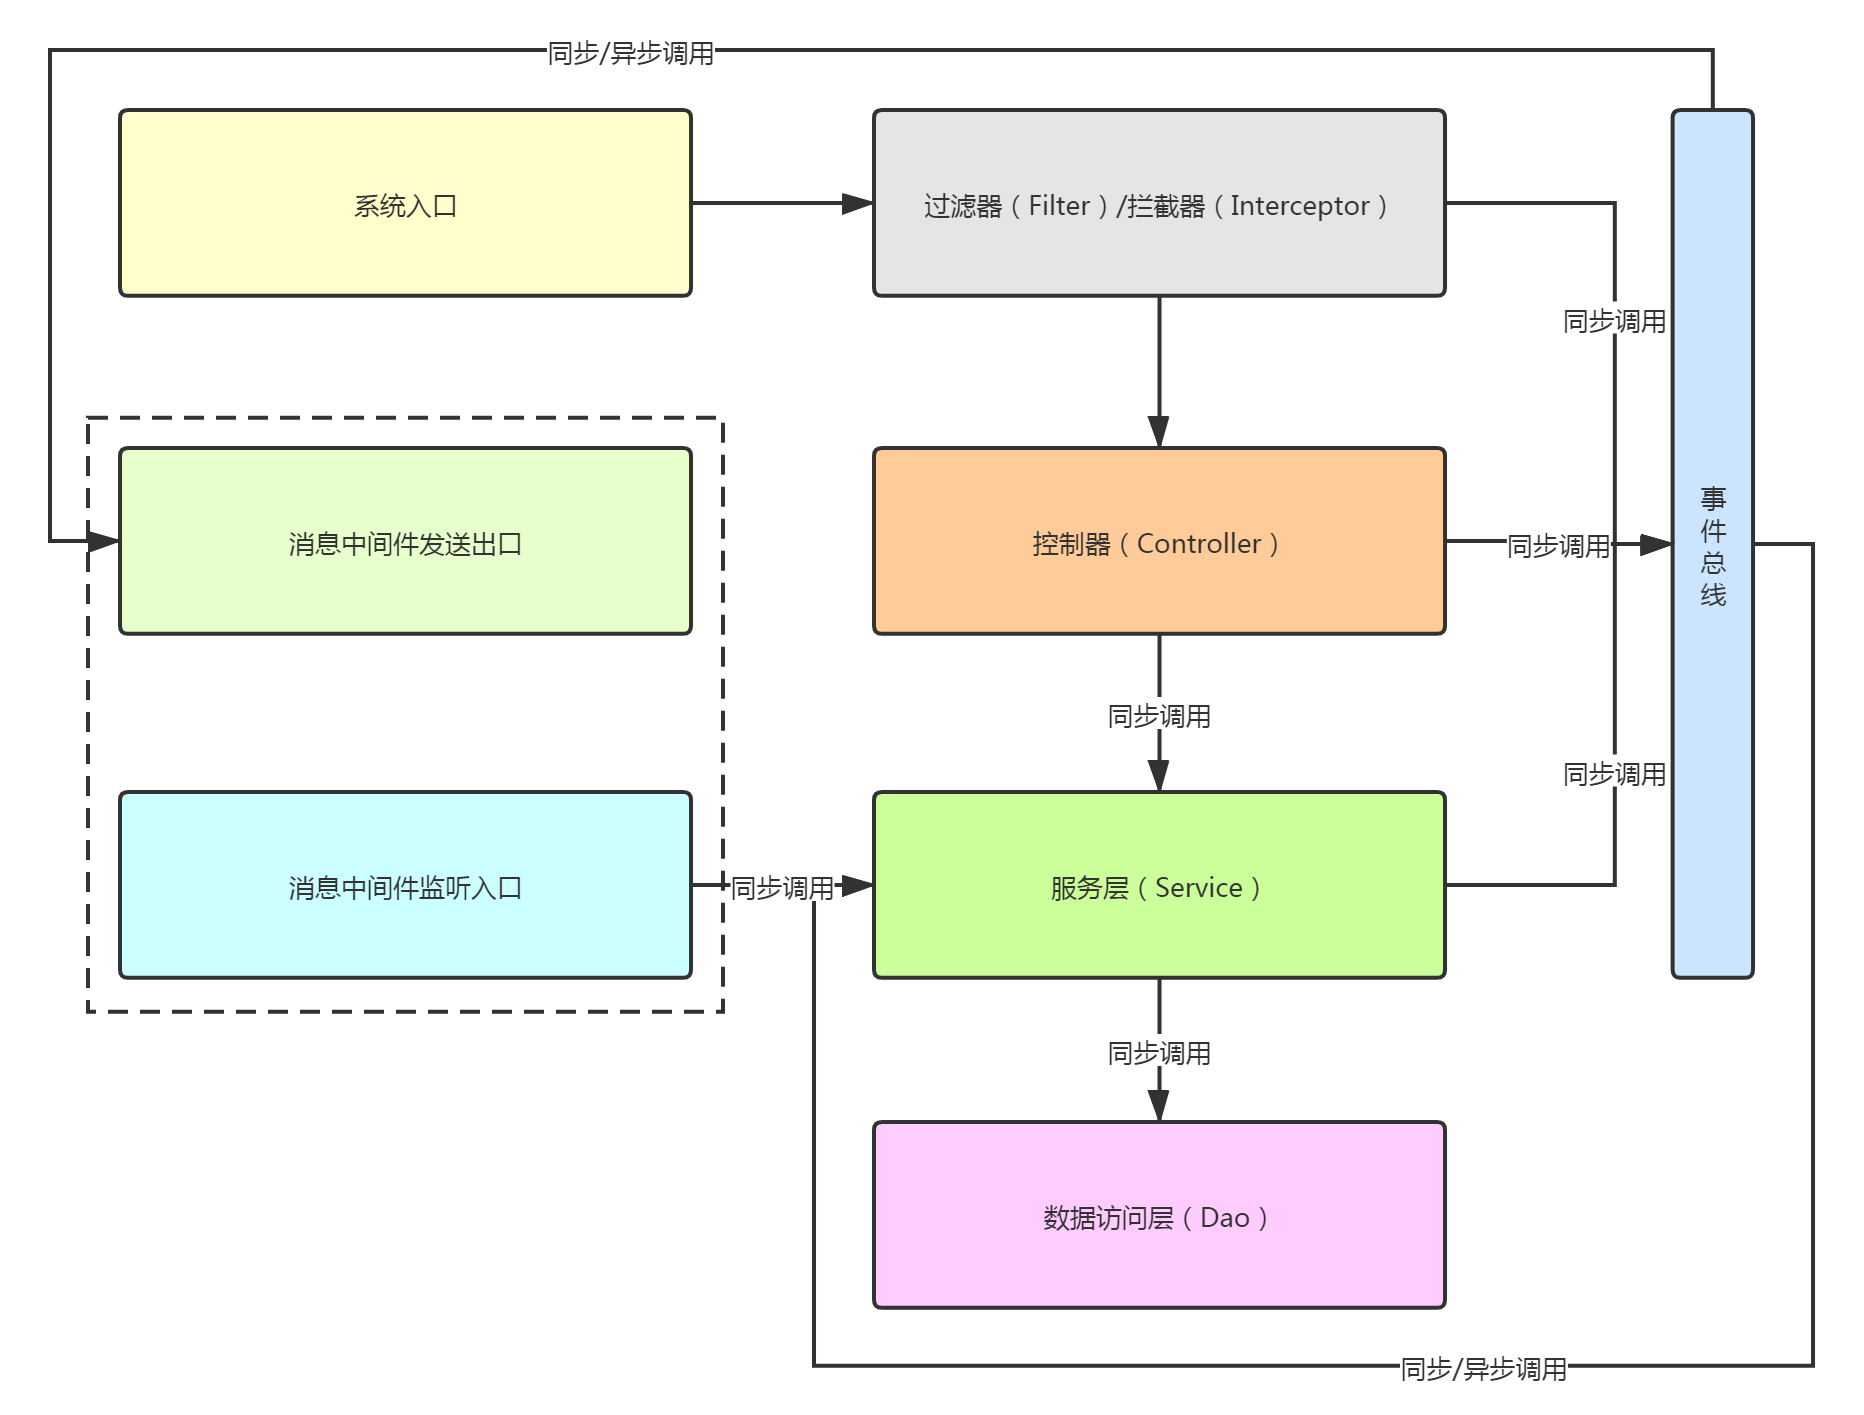 同步/异步调用
系统入口
过滤器（Filter）/拦截器（Interceptor）
同步调用
消息中间件发送出口
控制器（Controller）
同步调用
事
件
总
线
同步调用
同步调用
消息中间件监听入口
同步调用
服务层（Service）
同步调用
数据访问层（Dao）
同步/异步调用